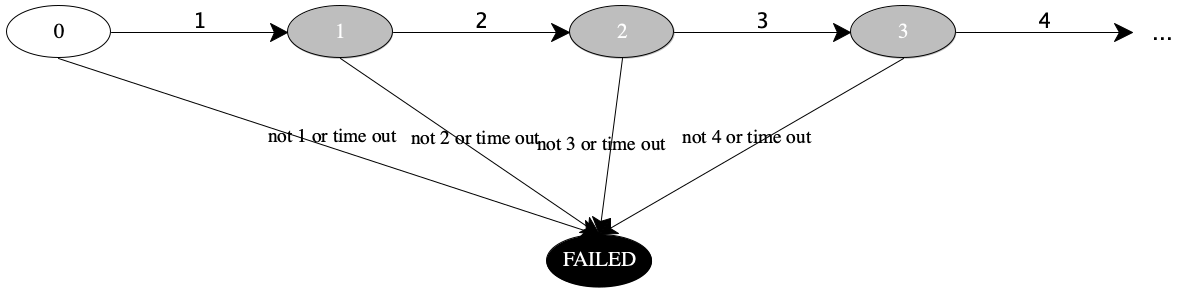 1
2
3
4
0
1
2
3
...
not 1 or time out
not 2 or time out
not 3 or time out
not 4 or time out
FAILED